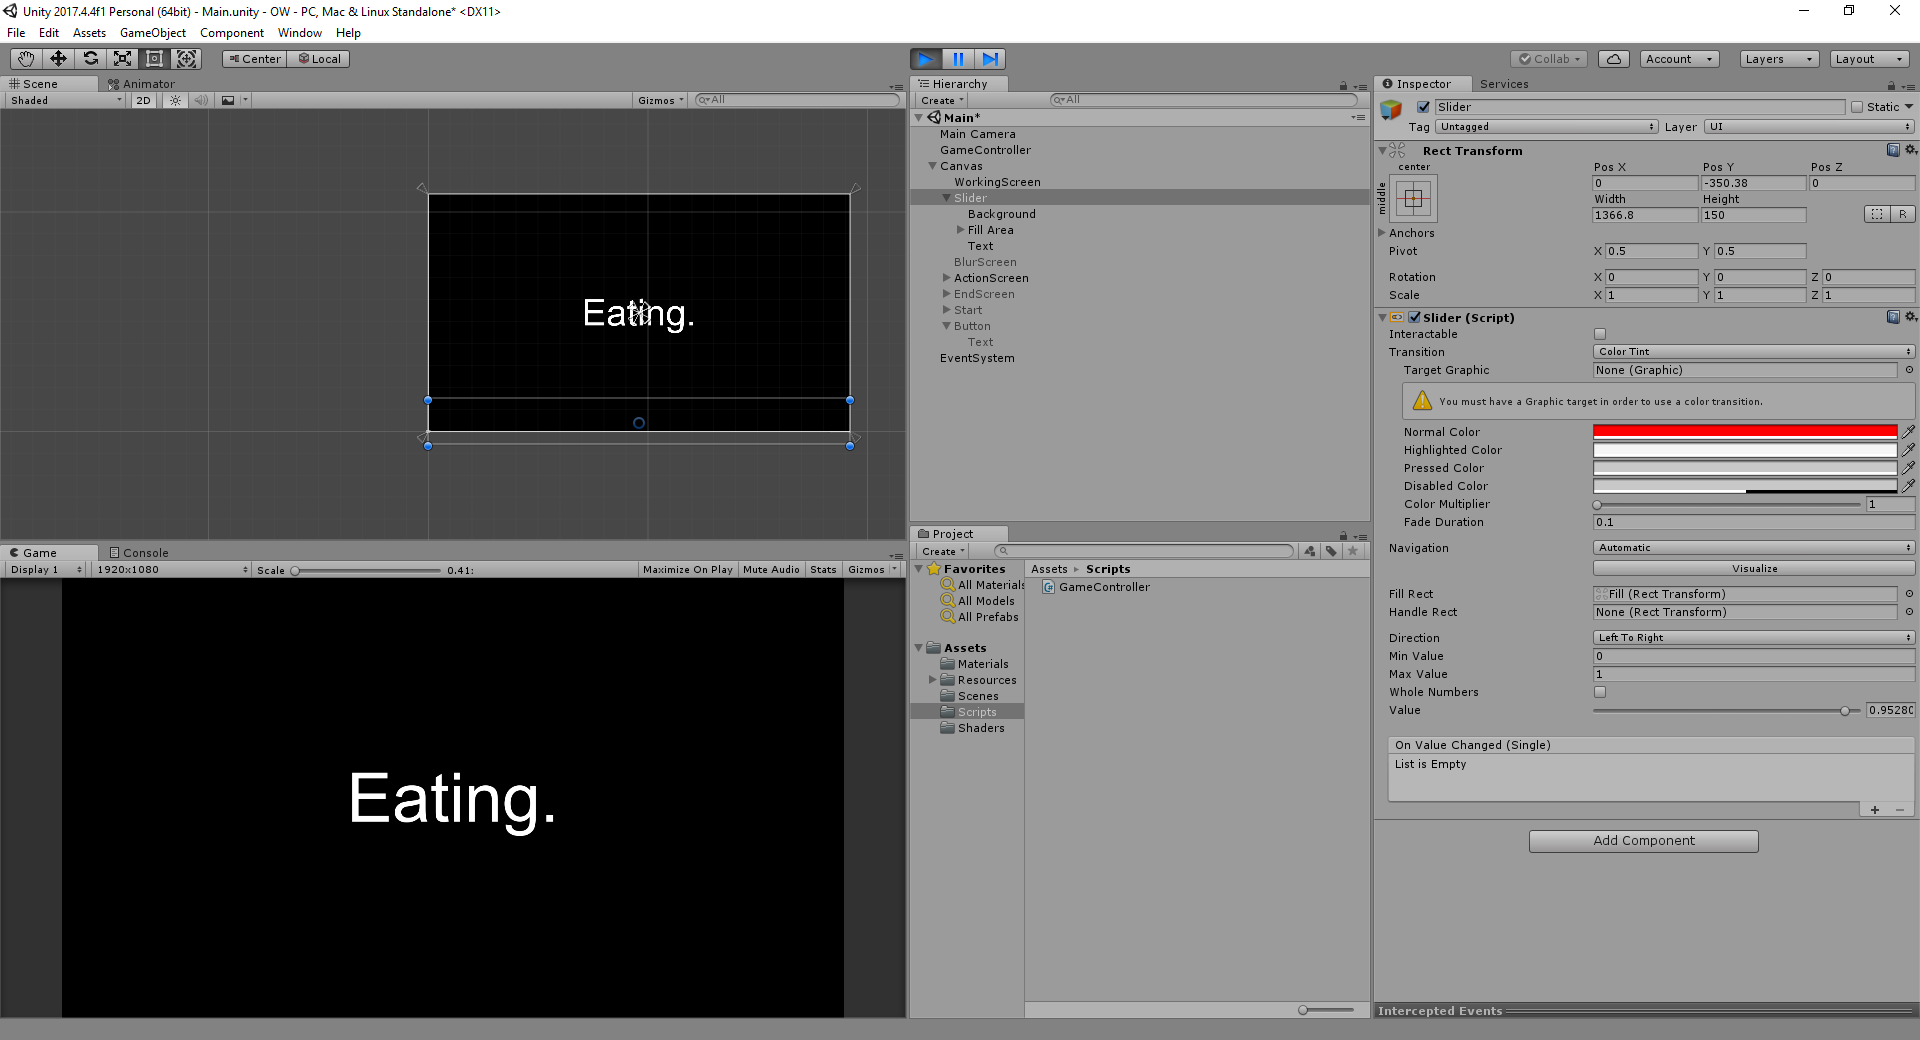 Unity 2017.4.4f1 Personal (64bit) - Main.unity - OW - PC, Mac & Linux Standalone* <DX11>
File Edit Assets GameObject Component Window Help
Center Local Collab Account Layers Layout
Scene Animator
Shaded 2D Gizmos All
Eating.
Game Console
Display 1 1920x1080 Scale 0.41: Maximize On Play Mute Audio Stats Gizmos
Eating.
Hierarchy
Create All
Main*
Main Camera
GameController
Canvas
WorkingScreen
Slider
Background
Fill Area
Text
BlurScreen
ActionScreen
EndScreen
Start
Button
Text
EventSystem
Project
Create
Favorites
All Materials
All Models
All Prefabs
Assets
Materials
Resources
Scenes
Scripts
Shaders
Assets Scripts
GameController
Inspector Services
Slider Static
Tag Untagged Layer UI
Rect Transform
center
middle
Pos X Pos Y Pos Z
0 -350.38 0
Width Height
1366.8 150 R
Anchors
Pivot X 0.5 Y 0.5
Rotation X 0 Y 0 Z 0
Scale X 1 Y 1 Z 1
Slider (Script)
Interactable
Transition Color Tint
Target Graphic None (Graphic)
You must have a Graphic target in order to use a color transition.
Normal Color
Highlighted Color
Pressed Color
Disabled Color
Color Multiplier 1
Fade Duration 0.1
Navigation Automatic
Visualize
Fill Rect Fill (Rect Transform)
Handle Rect None (Rect Transform)
Direction Left To Right
Min Value 0
Max Value 1
Whole Numbers
Value 0.9528
On Value Changed (Single)
List is Empty
+ −
Add Component
Intercepted Events